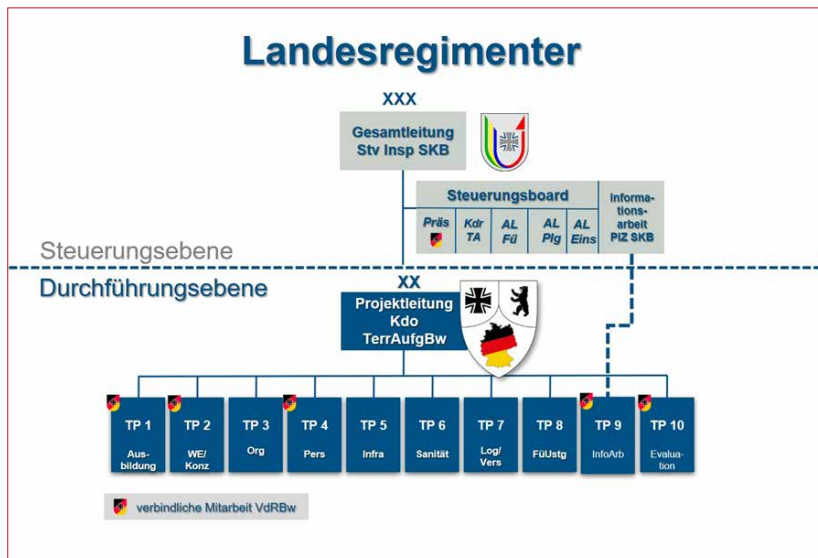 Landesregimenter
XXX
Gesamtleitung
Stv Insp SKB
Steuerungsboard
Präs
Kdr
TA
AL
Fü
AL
Plg
AL
Eins
Informa-
tions-
arbeit
PIZ SKB
Steuerungsebene
Durchführungsebene
XX
Projektleitung
Kdo
TerrAufgBw
TP 1
Aus-
bildung
TP 2
WE/
Konz
TP 3
Org
TP 4
Pers
TP 5
Infra
TP 6
Sanität
TP 7
Log/
Vers
TP 8
FüUstg
TP 9
InfoArb
TP 10
Evalua-
tion
verbindliche Mitarbeit VdRBw